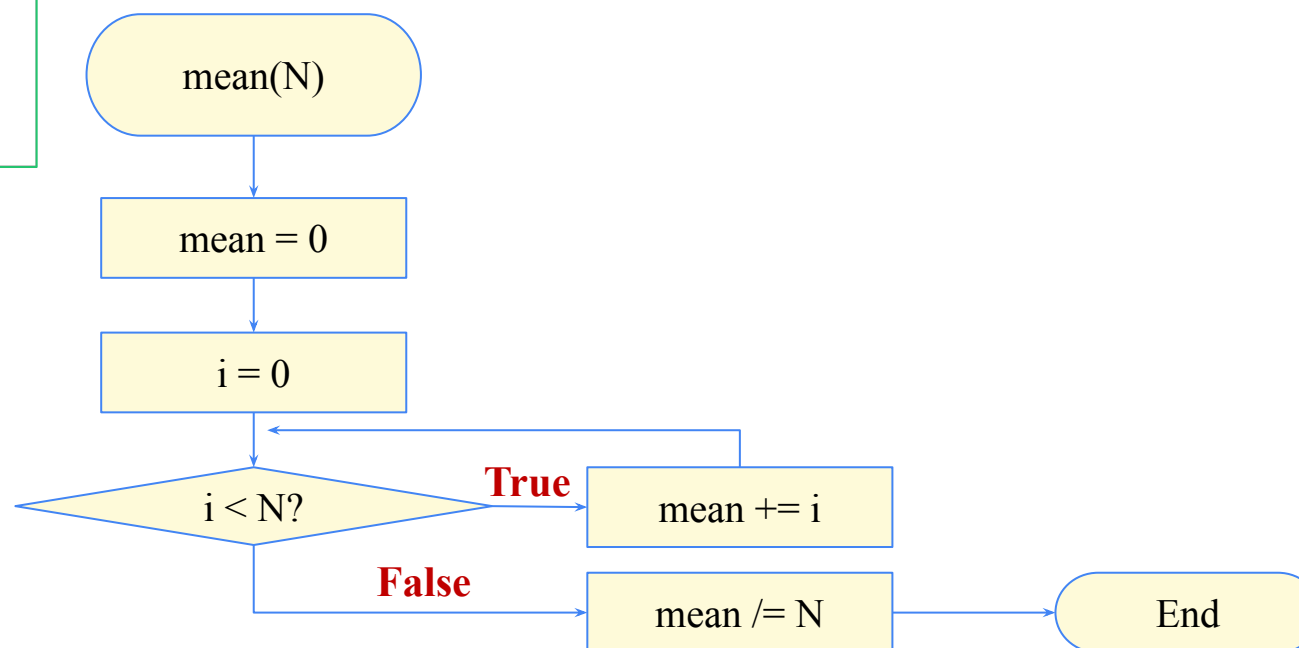 mean(N)
mean = 0
i = 0
i < N?
True
mean += i
False
mean /= N
End